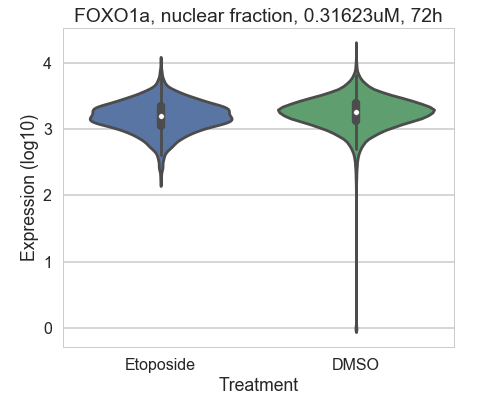 FOXO1a, nuclear fraction, 0.31623uM, 72h
Expression (log10)
4
3
2
1
0
Etoposide DMSO
Treatment